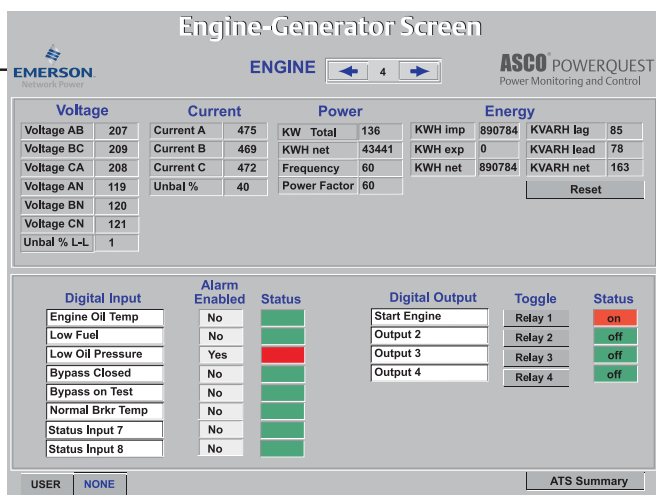 Engine-Generator Screen
EMERSON.
Network Power
ENGINE 4
ASCO® POWERQUEST
Power Monitoring and Control
Voltage Current Power Energy
Voltage AB 207 Current A 475 KW Total 136 KWH imp 890784 KVARH lag 85
Voltage BC 209 Current B 469 KWH net 43441 KWH exp 0 KVARH lead 78
Voltage CA 208 Current C 472 Frequency 60 KWH net 890784 KVARH net 163
Voltage AN 119 Unbal % 40 Power Factor 60 Reset
Voltage BN 120
Voltage CN 121
Unbal % L-L 1
Digital Input Alarm Enabled Status Digital Output Toggle Status
Engine Oil Temp No Start Engine Relay 1 on
Low Fuel No Output 2 Relay 2 off
Low Oil Pressure Yes Output 3 Relay 3 off
Bypass Closed No Output 4 Relay 4 off
Bypass on Test No
Normal Brkr Temp No
Status Input 7 No
Status Input 8 No
USER NONE ATS Summary